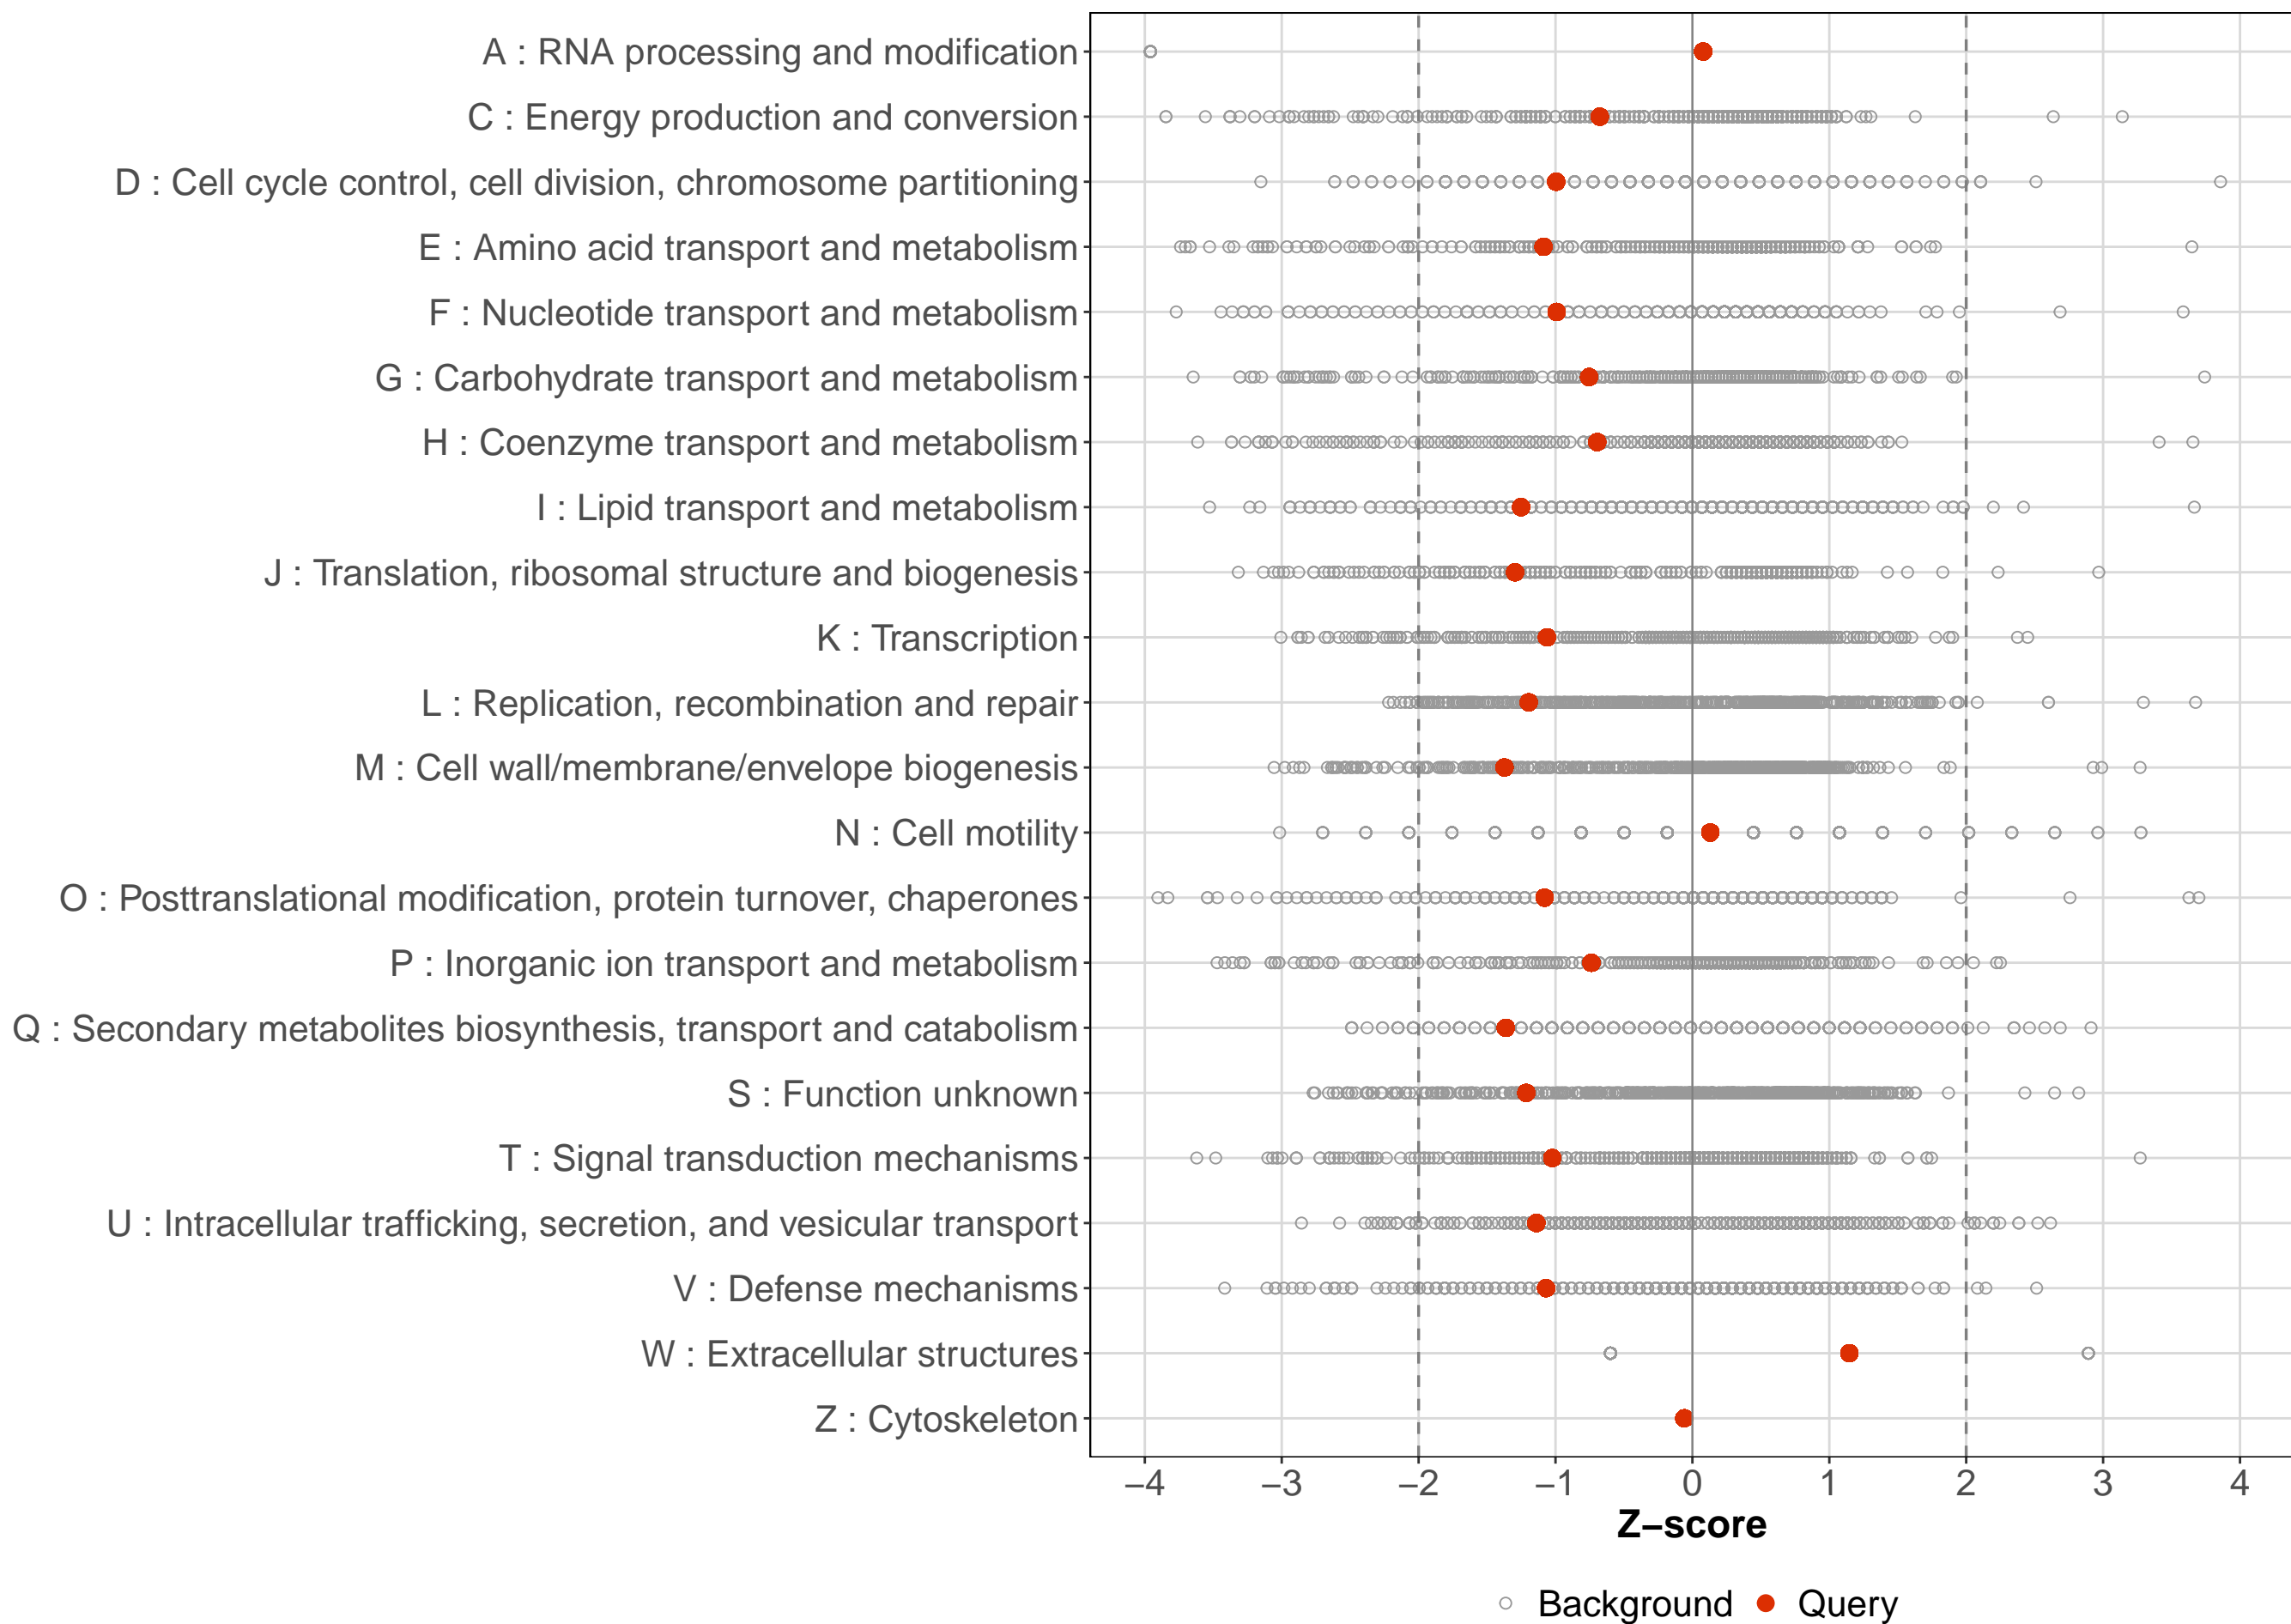 A : RNA processing and modification
C : Energy production and conversion
D : Cell cycle control, cell division, chromosome partitioning
E : Amino acid transport and metabolism
F : Nucleotide transport and metabolism
G : Carbohydrate transport and metabolism
H : Coenzyme transport and metabolism
I : Lipid transport and metabolism
J : Translation, ribosomal structure and biogenesis
K : Transcription
L : Replication, recombination and repair
M : Cell wall/membrane/envelope biogenesis
N : Cell motility
O : Posttranslational modification, protein turnover, chaperones
P : Inorganic ion transport and metabolism
Q : Secondary metabolites biosynthesis, transport and catabolism
S : Function unknown
T : Signal transduction mechanisms
U : Intracellular trafficking, secretion, and vesicular transport
V : Defense mechanisms
W : Extracellular structures
Z : Cytoskeleton
−4 −3 −2 −1 0 1 2 3 4
Z−score
Background Query